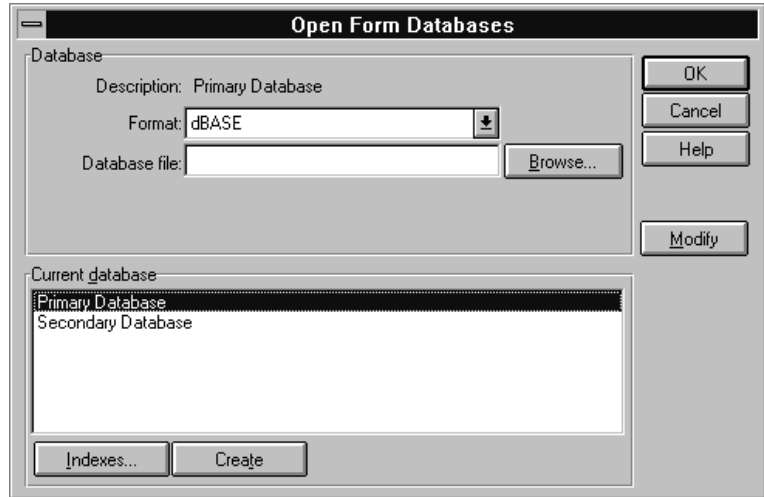 Open Form Databases
Database
Description: Primary Database
Format: dBASE
Database file:
Browse...
OK
Cancel
Help
Modify
Current database
Primary Database
Secondary Database
Indexes...
Create